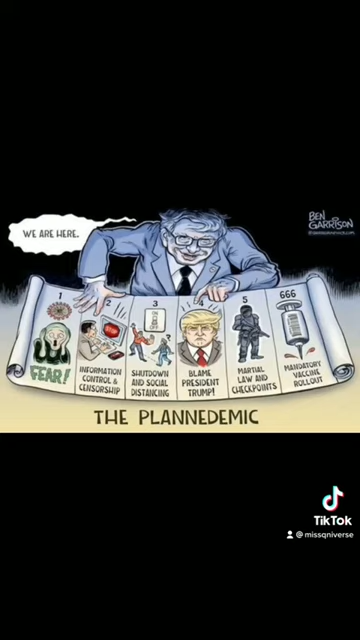 BEN
GARRISON
WE ARE HERE.
1
2
3
4
5
666
STOP
FEAR!
INFORMATION
CONTROL &
CENSORSHIP
SHUTDOWN
AND SOCIAL
DISTANCING
BLAME
PRESIDENT
TRUMP!
MARTIAL
LAW AND
CHECKPOINTS
MANDATORY
VACCINE
ROLLOUT
THE PLANNEDEMIC
TikTok
@missqniverse